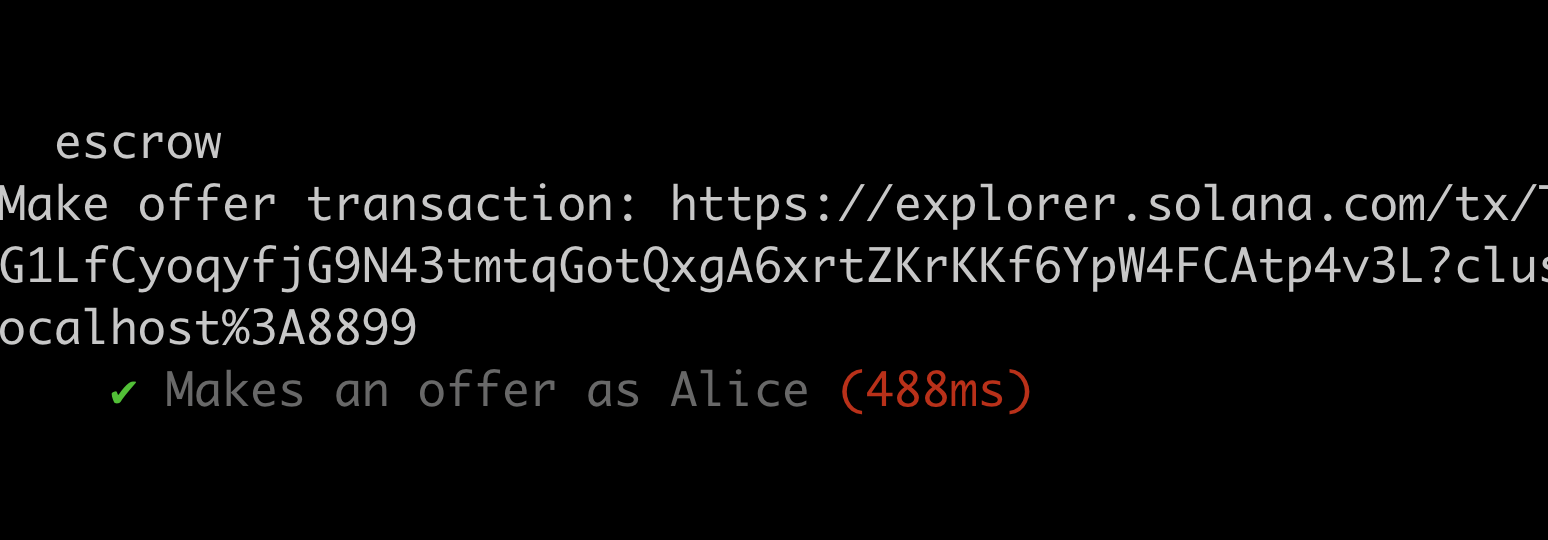 escrow
Make offer transaction: https://explorer.solana.com/tx/
G1LfCyoqyfjG9N43tmtqGotQxgA6xrtZKrKKf6YpW4FCAtp4v3L?clus
ocalhost%3A8899
✔ Makes an offer as Alice (488ms)